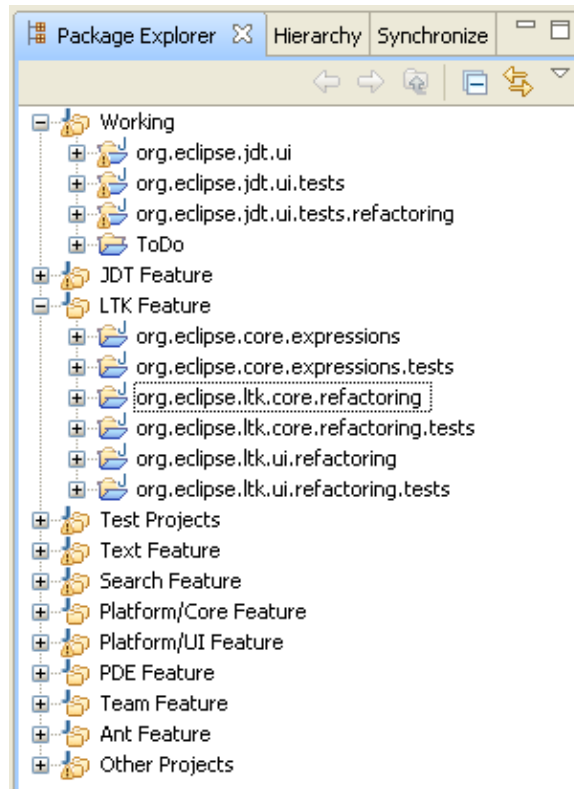 Package Explorer Hierarchy Synchronize
Working
org.eclipse.jdt.ui
org.eclipse.jdt.ui.tests
org.eclipse.jdt.ui.tests.refactoring
ToDo
JDT Feature
LTK Feature
org.eclipse.core.expressions
org.eclipse.core.expressions.tests
org.eclipse.ltk.core.refactoring
org.eclipse.ltk.core.refactoring.tests
org.eclipse.ltk.ui.refactoring
org.eclipse.ltk.ui.refactoring.tests
Test Projects
Text Feature
Search Feature
Platform/Core Feature
Platform/UI Feature
PDE Feature
Team Feature
Ant Feature
Other Projects